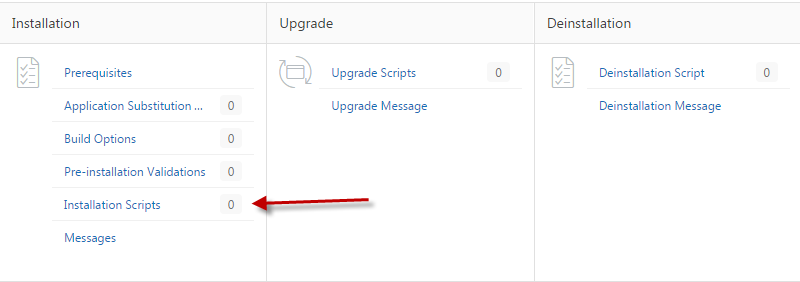 Installation
Prerequisites
Application Substitution ... 0
Build Options 0
Pre-installation Validations 0
Installation Scripts 0
Messages
Upgrade
Upgrade Scripts 0
Upgrade Message
Deinstallation
Deinstallation Script 0
Deinstallation Message